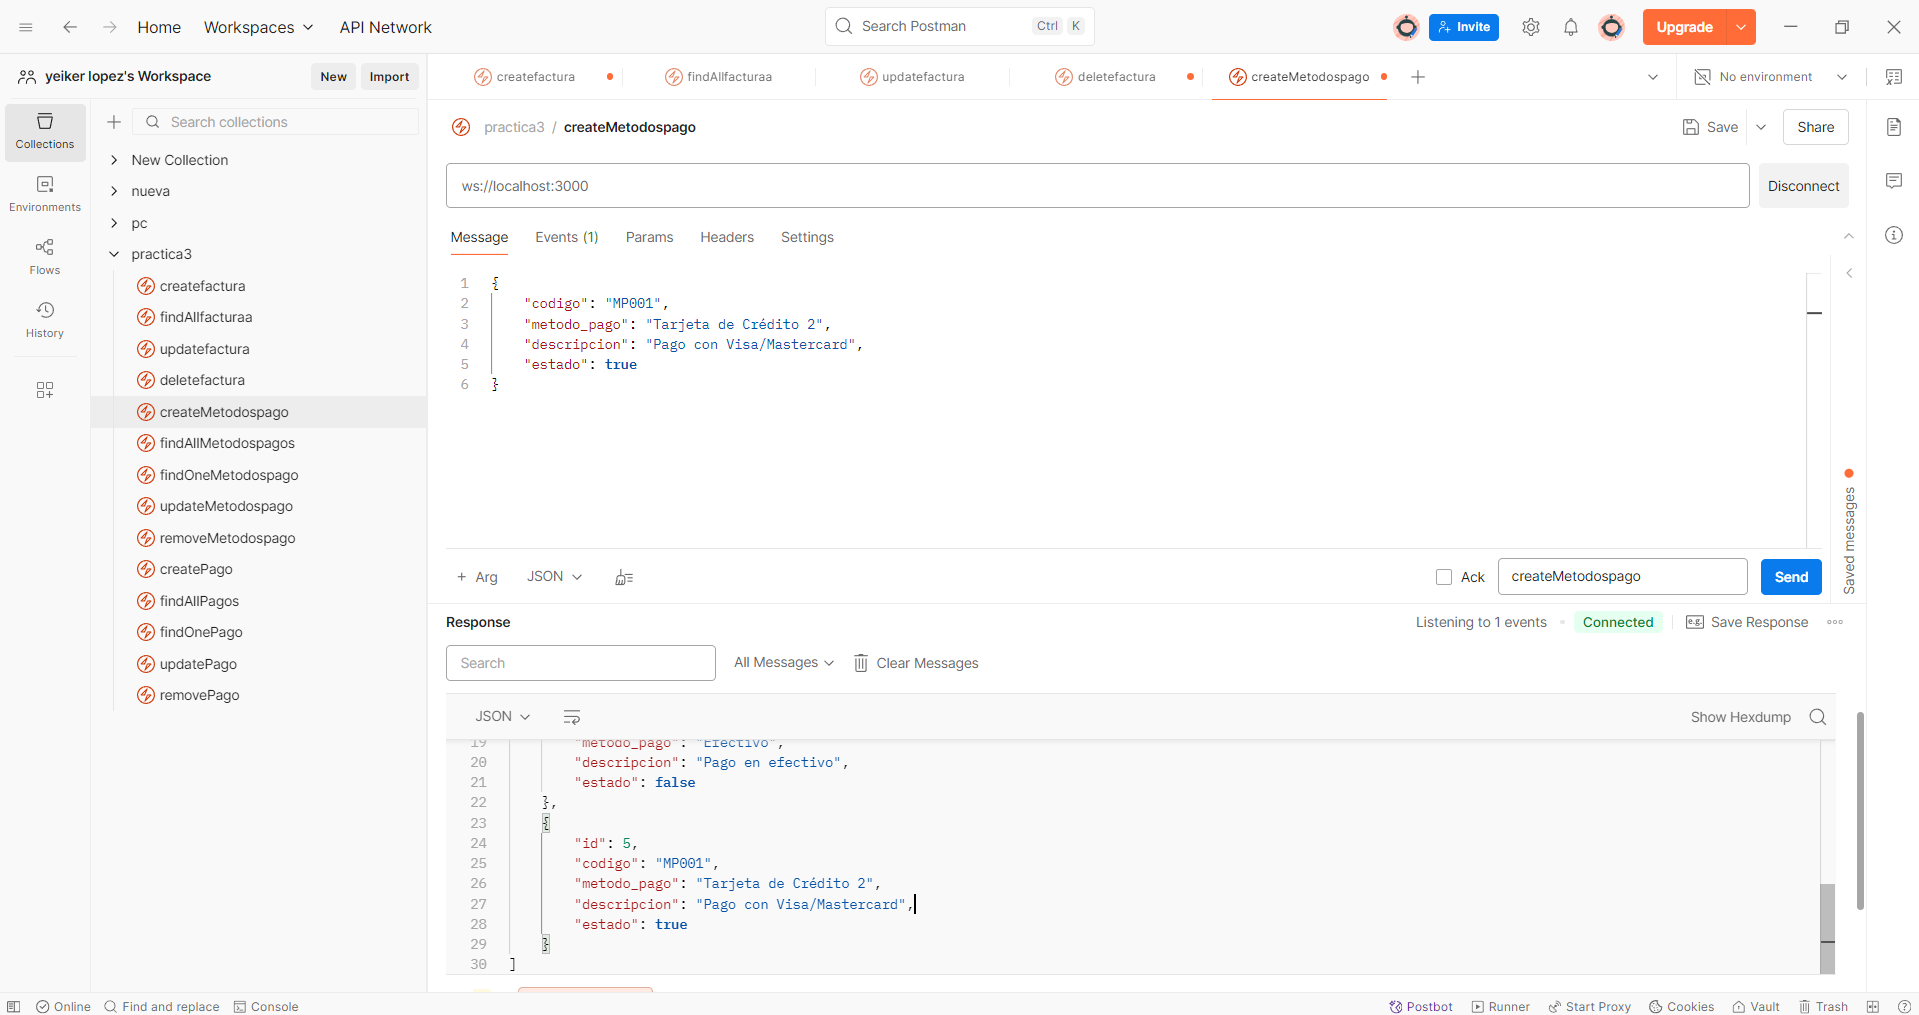 Home Workspaces API Network Search Postman Ctrl K Invite Upgrade
yeiker lopez's Workspace New Import
createfactura findAllfacturaa updatefactura deletefactura createMetodospago No environment
Collections
Environments
Flows
History
Search collections
New Collection
nueva
pc
practica3
createfactura
findAllfacturaa
updatefactura
deletefactura
createMetodospago
findAllMetodospagos
findOneMetodospago
updateMetodospago
removeMetodospago
createPago
findAllPagos
findOnePago
updatePago
removePago
practica3 / createMetodospago Save Share
ws://localhost:3000 Disconnect
Message Events (1) Params Headers Settings
1 {
2 "codigo": "MP001",
3 "metodo_pago": "Tarjeta de Crédito 2",
4 "descripcion": "Pago con Visa/Mastercard",
5 "estado": true
6 }
Saved messages
+ Arg JSON Ack createMetodospago Send
Response Listening to 1 events Connected Save Response
Search All Messages Clear Messages
JSON Show Hexdump
19 "metodo_pago": "Efectivo",
20 "descripcion": "Pago en efectivo",
21 "estado": false
22 },
23 {
24 "id": 5,
25 "codigo": "MP001",
26 "metodo_pago": "Tarjeta de Crédito 2",
27 "descripcion": "Pago con Visa/Mastercard",
28 "estado": true
29 }
30 ]
Online Find and replace Console Postbot Runner Start Proxy Cookies Vault Trash